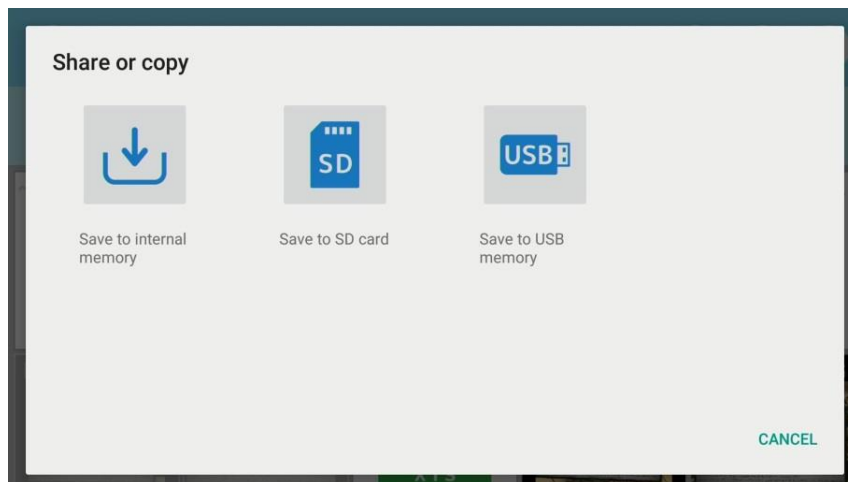 Share or copy
SD
USB
Save to internal
memory
Save to SD card
Save to USB
memory
CANCEL